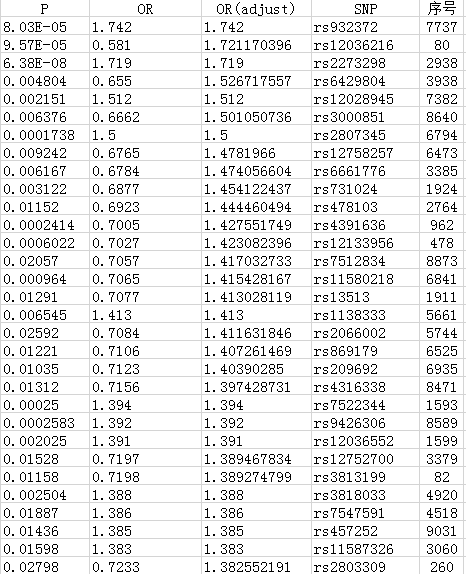 P OR OR(adjust) SNP 序号
8.03E-05 1.742 1.742 rs932372 7737
9.57E-05 0.581 1.721170396 rs12036216 80
6.38E-08 1.719 1.719 rs2273298 2938
0.004804 0.655 1.526717557 rs6429804 3938
0.002151 1.512 1.512 rs12028945 7382
0.006376 0.6662 1.501050736 rs3000851 8640
0.0001738 1.5 1.5 rs2807345 6794
0.009242 0.6765 1.4781966 rs12758257 6473
0.006167 0.6784 1.474056604 rs6661776 3385
0.003122 0.6877 1.454122437 rs731024 1924
0.01152 0.6923 1.444460494 rs478103 2764
0.0002414 0.7005 1.427551749 rs4391636 962
0.0006022 0.7027 1.423082396 rs12133956 478
0.02057 0.7057 1.417032733 rs7512834 8873
0.000964 0.7065 1.415428167 rs11580218 6841
0.01291 0.7077 1.413028119 rs13513 1911
0.006545 1.413 1.413 rs1138333 5661
0.02592 0.7084 1.411631846 rs2066002 5744
0.01221 0.7106 1.407261469 rs869179 6525
0.01035 0.7123 1.40390285 rs209692 6935
0.01312 0.7156 1.397428731 rs4316338 8471
0.00025 1.394 1.394 rs7522344 1593
0.0002583 1.392 1.392 rs9426306 8589
0.002025 1.391 1.391 rs12036552 1599
0.01528 0.7197 1.389467834 rs12752700 3379
0.01158 0.7198 1.389274799 rs3813199 82
0.002504 1.388 1.388 rs3818033 4920
0.01887 1.386 1.386 rs7547591 4518
0.01436 1.385 1.385 rs457252 9031
0.01598 1.383 1.383 rs11587326 3060
0.02798 0.7233 1.382552191 rs2803309 260